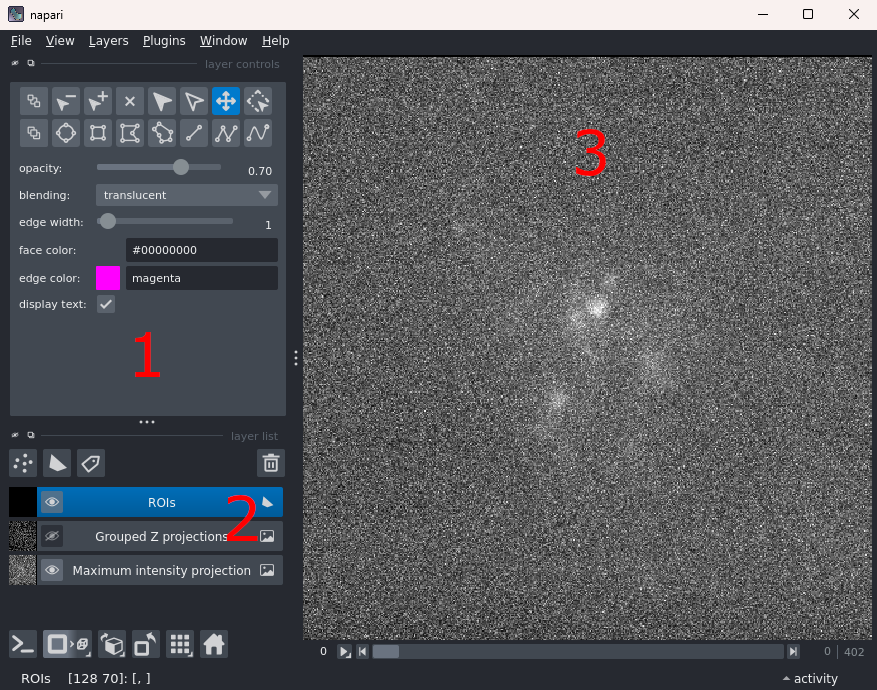 napari
File View Layers Plugins Window Help
layer controls
opacity: 0.70
blending: translucent
edge width: 1
face color: #00000000
edge color: magenta
display text:
1
layer list
ROIs
2
Grouped Z projections
Maximum intensity projection
3
0 0 402
ROIs [128 70]: [, ]
activity